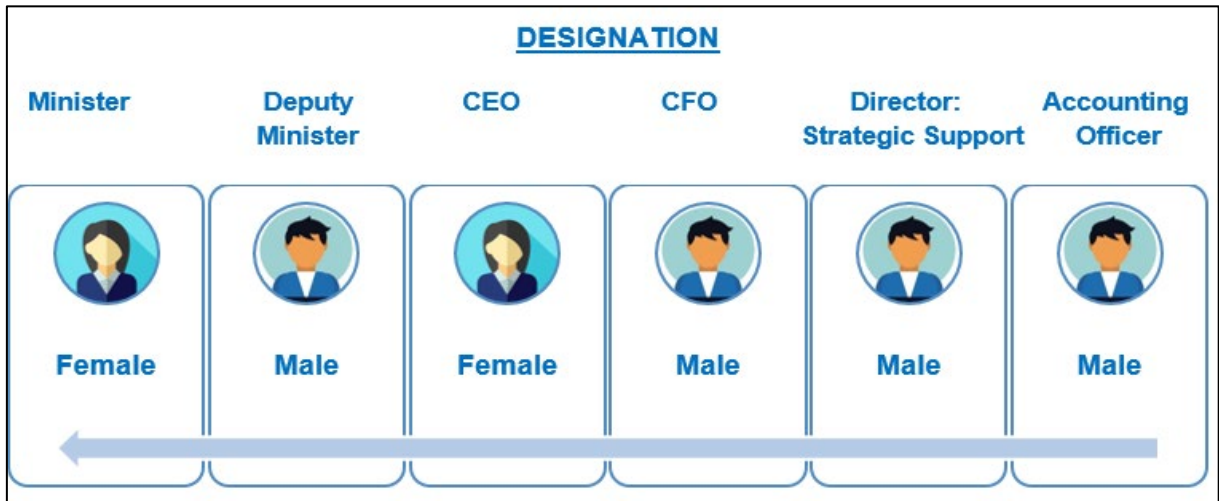 DESIGNATION
Minister
Deputy
Minister
CEO
CFO
Director:
Strategic Support
Accounting
Officer
Female
Male
Female
Male
Male
Male